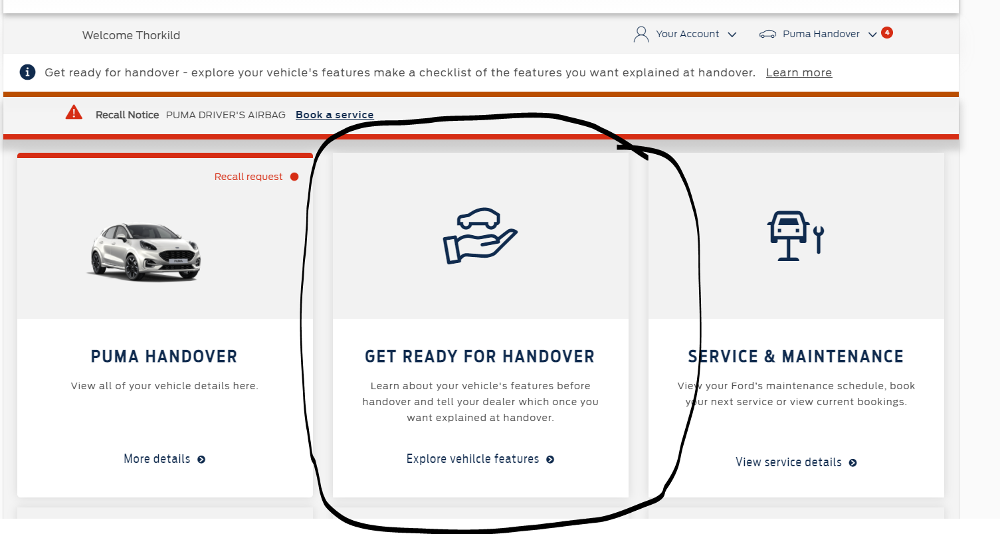 Welcome Thorkild
Your Account
Puma Handover
4
Get ready for handover - explore your vehicle's features make a checklist of the features you want explained at handover. Learn more
Recall Notice PUMA DRIVER'S AIRBAG Book a service
Recall request
PUMA
PUMA HANDOVER
View all of your vehicle details here.
More details
GET READY FOR HANDOVER
Learn about your vehicle's features before
handover and tell your dealer which once you
want explained at handover.
Explore vehilcle features
SERVICE & MAINTENANCE
View your Ford’s maintenance schedule, book
your next service or view current bookings.
View service details